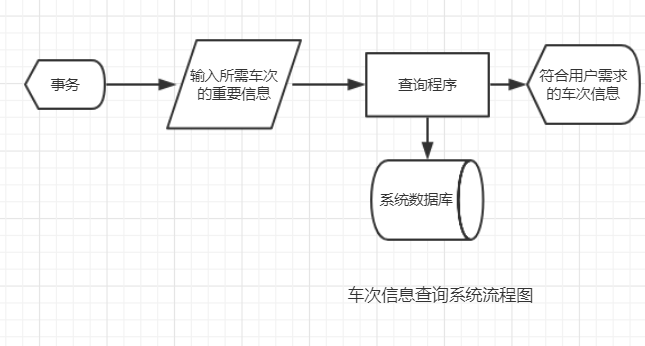 事务
输入所需车次
的重要信息
查询程序
符合用户需求
的车次信息
系统数据库
车次信息查询系统流程图